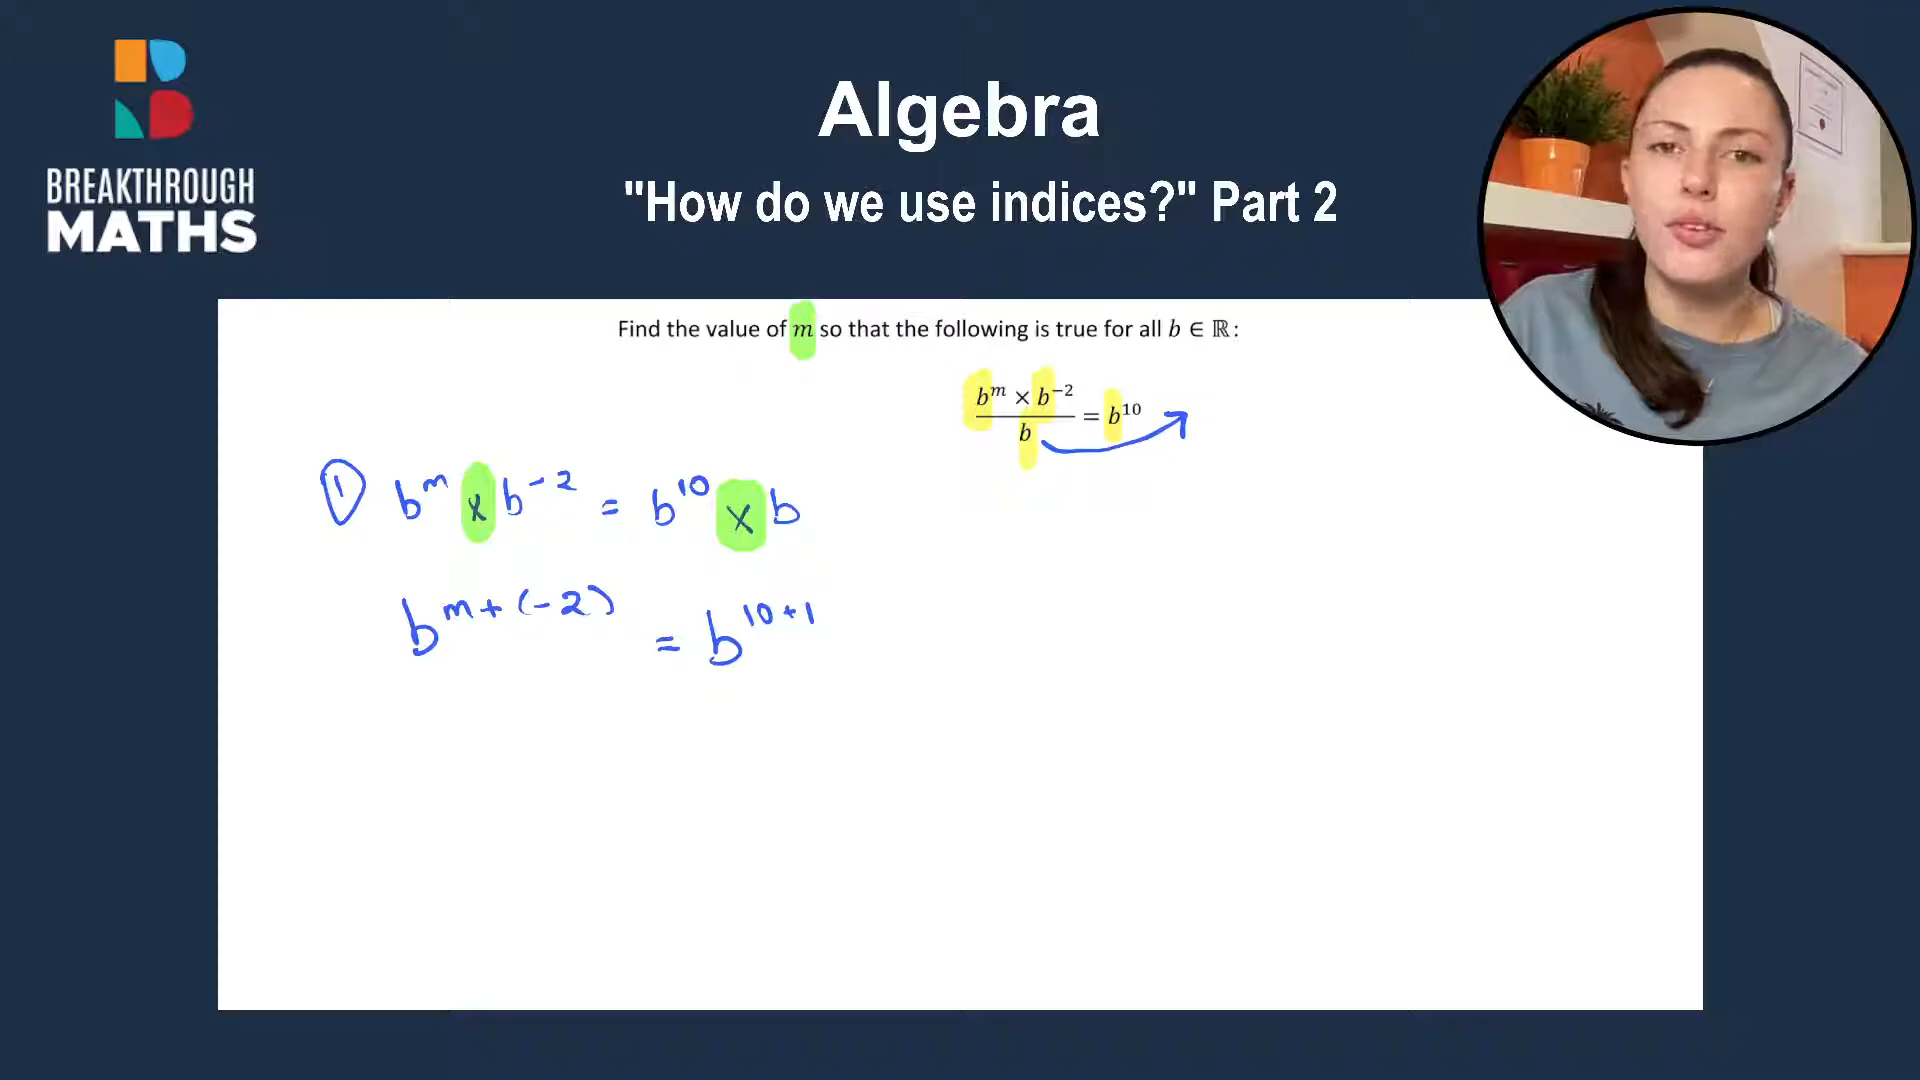 BREAKTHROUGH
MATHS
Algebra
"How do we use indices?" Part 2
Find the value of m so that the following is true for all b ∈ ℝ:
b^m × b^−2 / b = b^10
① b^m × b^−2 = b^10 × b
b^m+(−2) = b^10+1